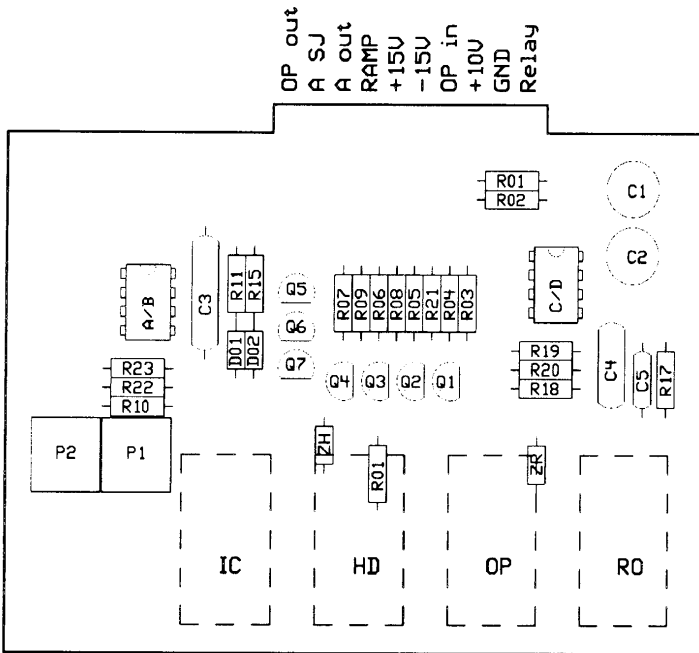 OP out
A SJ
A out
RAMP
+15V
-15V
OP in
+10V
GND
Relay
R01
R02
C1
C2
A/B
C3
R11
R15
Q5
Q6
Q7
D01
D02
R07
R09
R06
R08
R05
R21
R04
R03
C/D
R23
R22
R10
Q4
Q3
Q2
Q1
R19
R20
R18
C4
C5
R17
P2
P1
ZH
R01
ZR
IC
HD
OP
RO